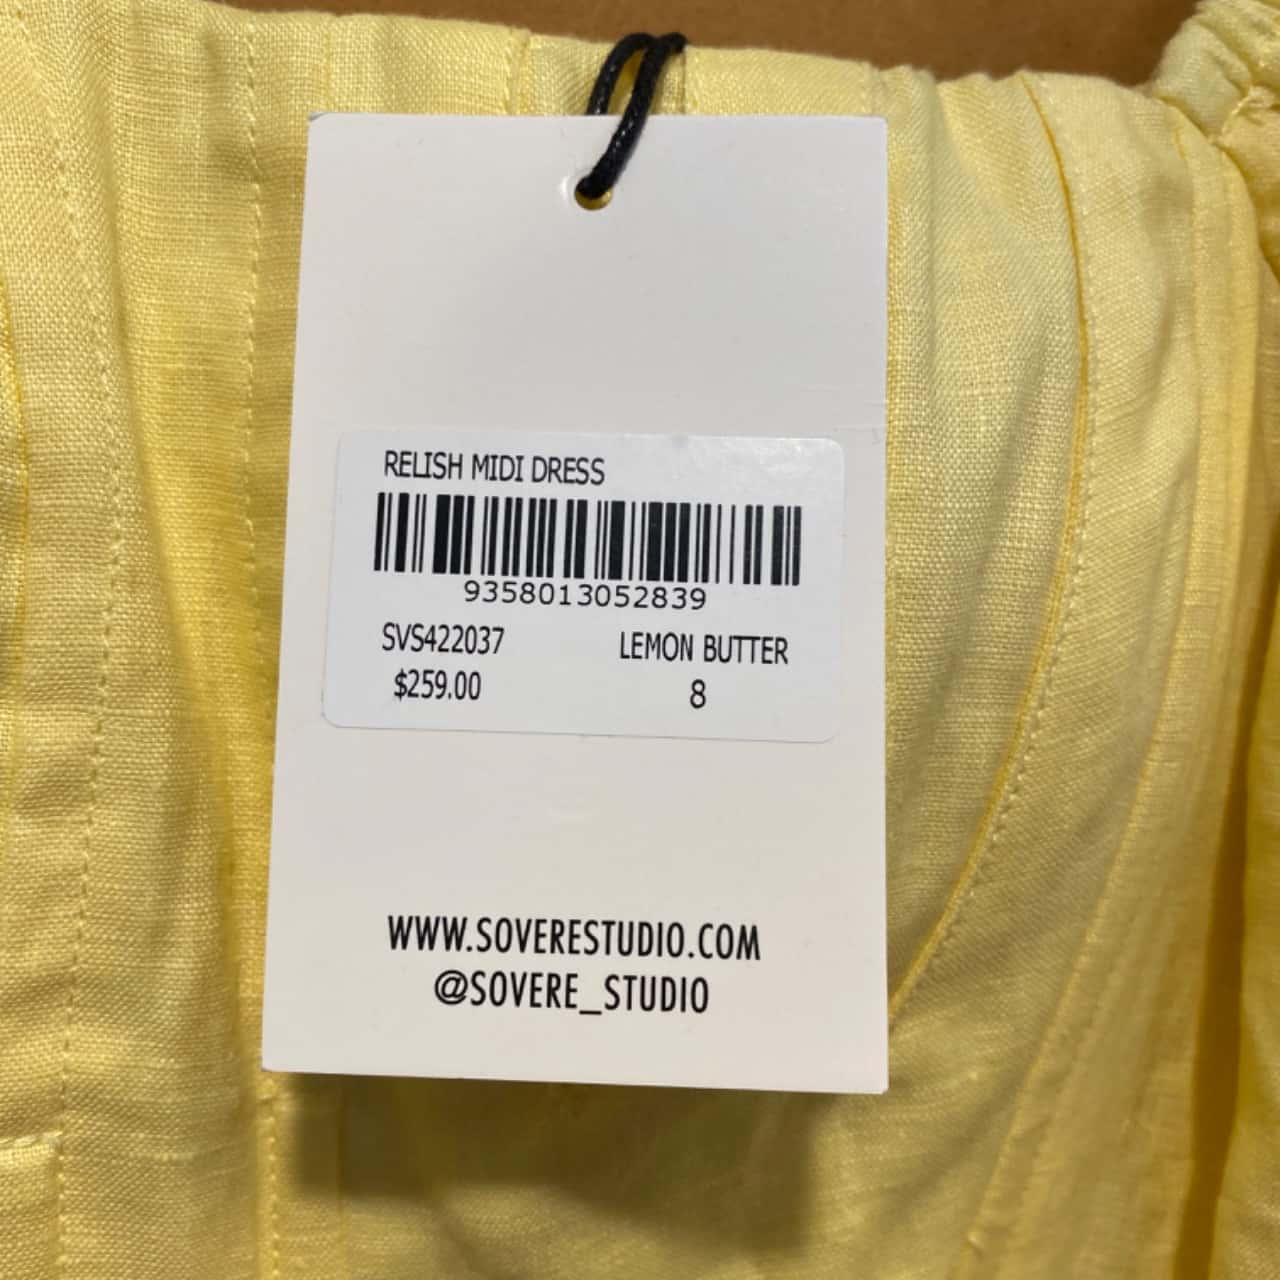 RELISH MIDI DRESS
9358013052839
SVS422037 LEMON BUTTER
$259.00 8
WWW.SOVERESTUDIO.COM
@SOVERE_STUDIO